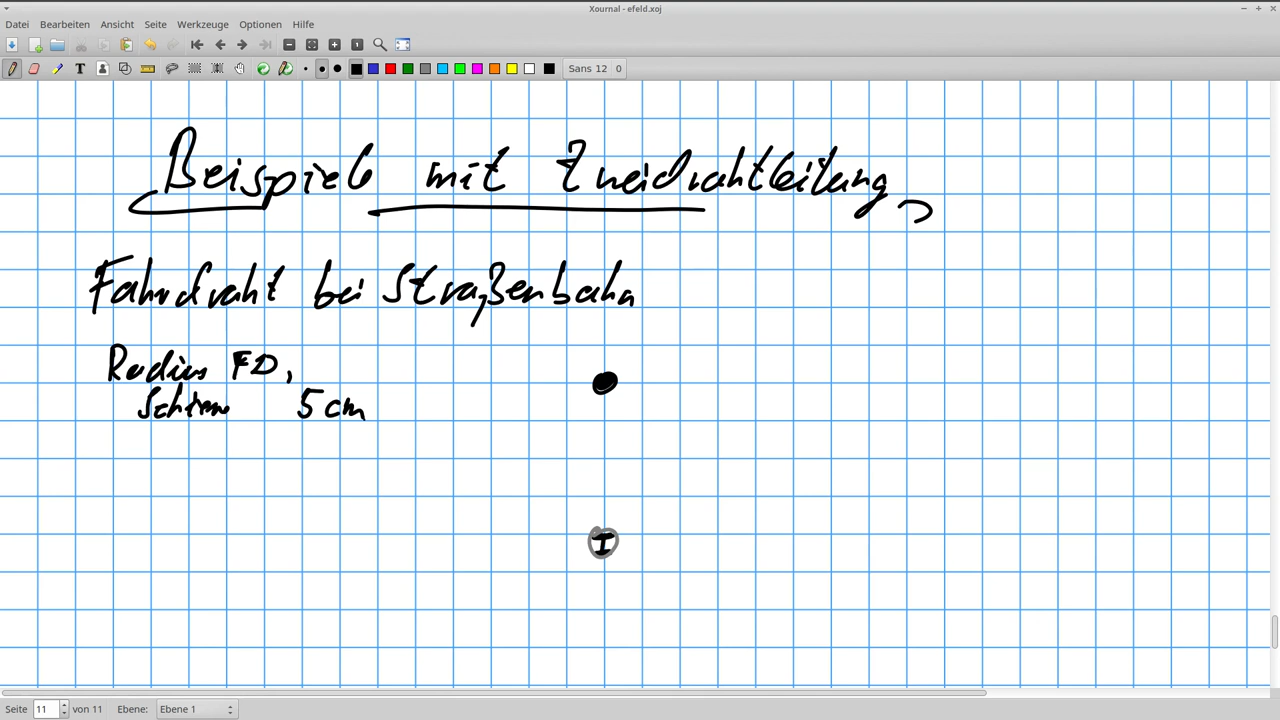 Xournal - efeld.xoj
Datei Bearbeiten Ansicht Seite Werkzeuge Optionen Hilfe
Sans 12 0
Beispiel mit Zweidrahtleitung
Fahrdraht bei Straßenbahn
Radius FD,
Schiene 5 cm
I
Seite 11 von 11 Ebene: Ebene 1